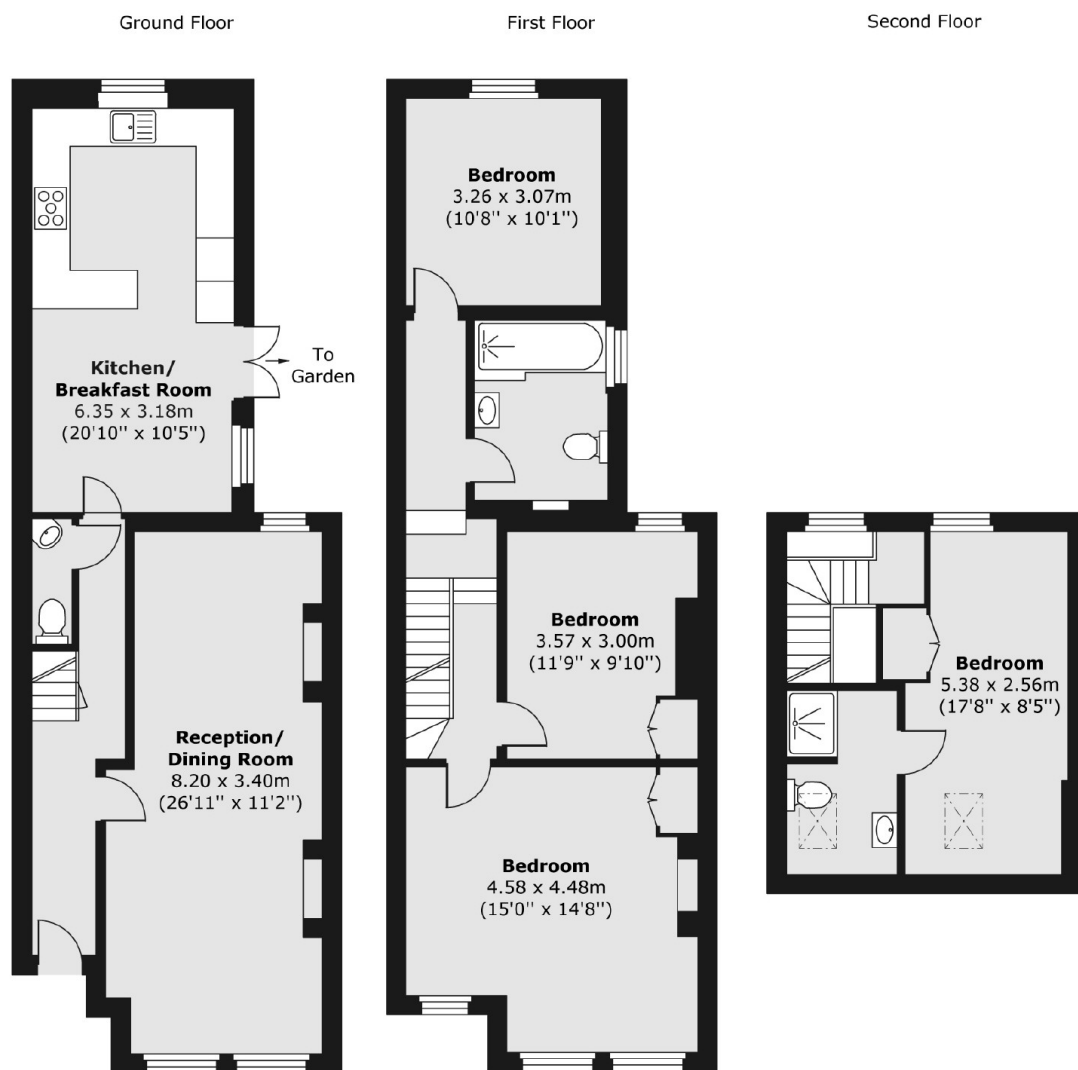 Ground Floor
First Floor
Second Floor
Kitchen/
Breakfast Room
6.35 x 3.18m
(20'10" x 10'5")
To
Garden
Reception/
Dining Room
8.20 x 3.40m
(26'11" x 11'2")
Bedroom
3.26 x 3.07m
(10'8" x 10'1")
Bedroom
3.57 x 3.00m
(11'9" x 9'10")
Bedroom
4.58 x 4.48m
(15'0" x 14'8")
Bedroom
5.38 x 2.56m
(17'8" x 8'5")